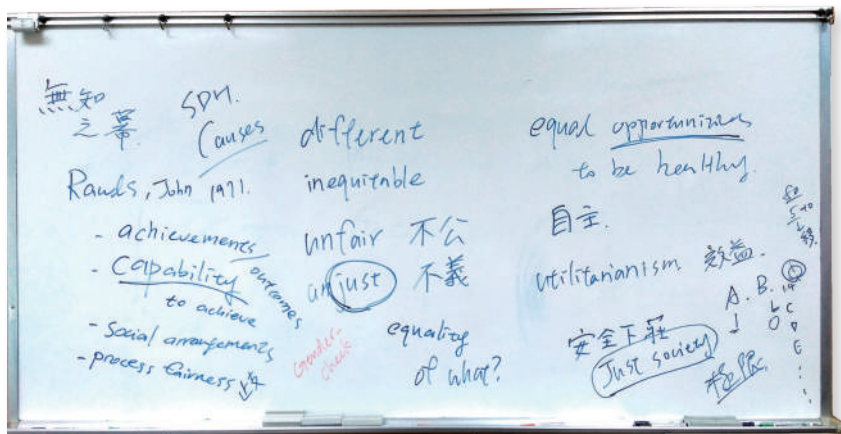 無知
之幕
SDH.
Causes
Rawls, John 1971.
- achievements/outcomes
- Capability
to achieve
- social arrangements
- process fairness
different
inequitable
unfair 不公
unjust 不義
Gender-
check
equality
of what?
equal opportunities
to be healthy.
自主.
utilitarianism 效益.
安全下莊
Just society
A. B.
極限
C
D
E